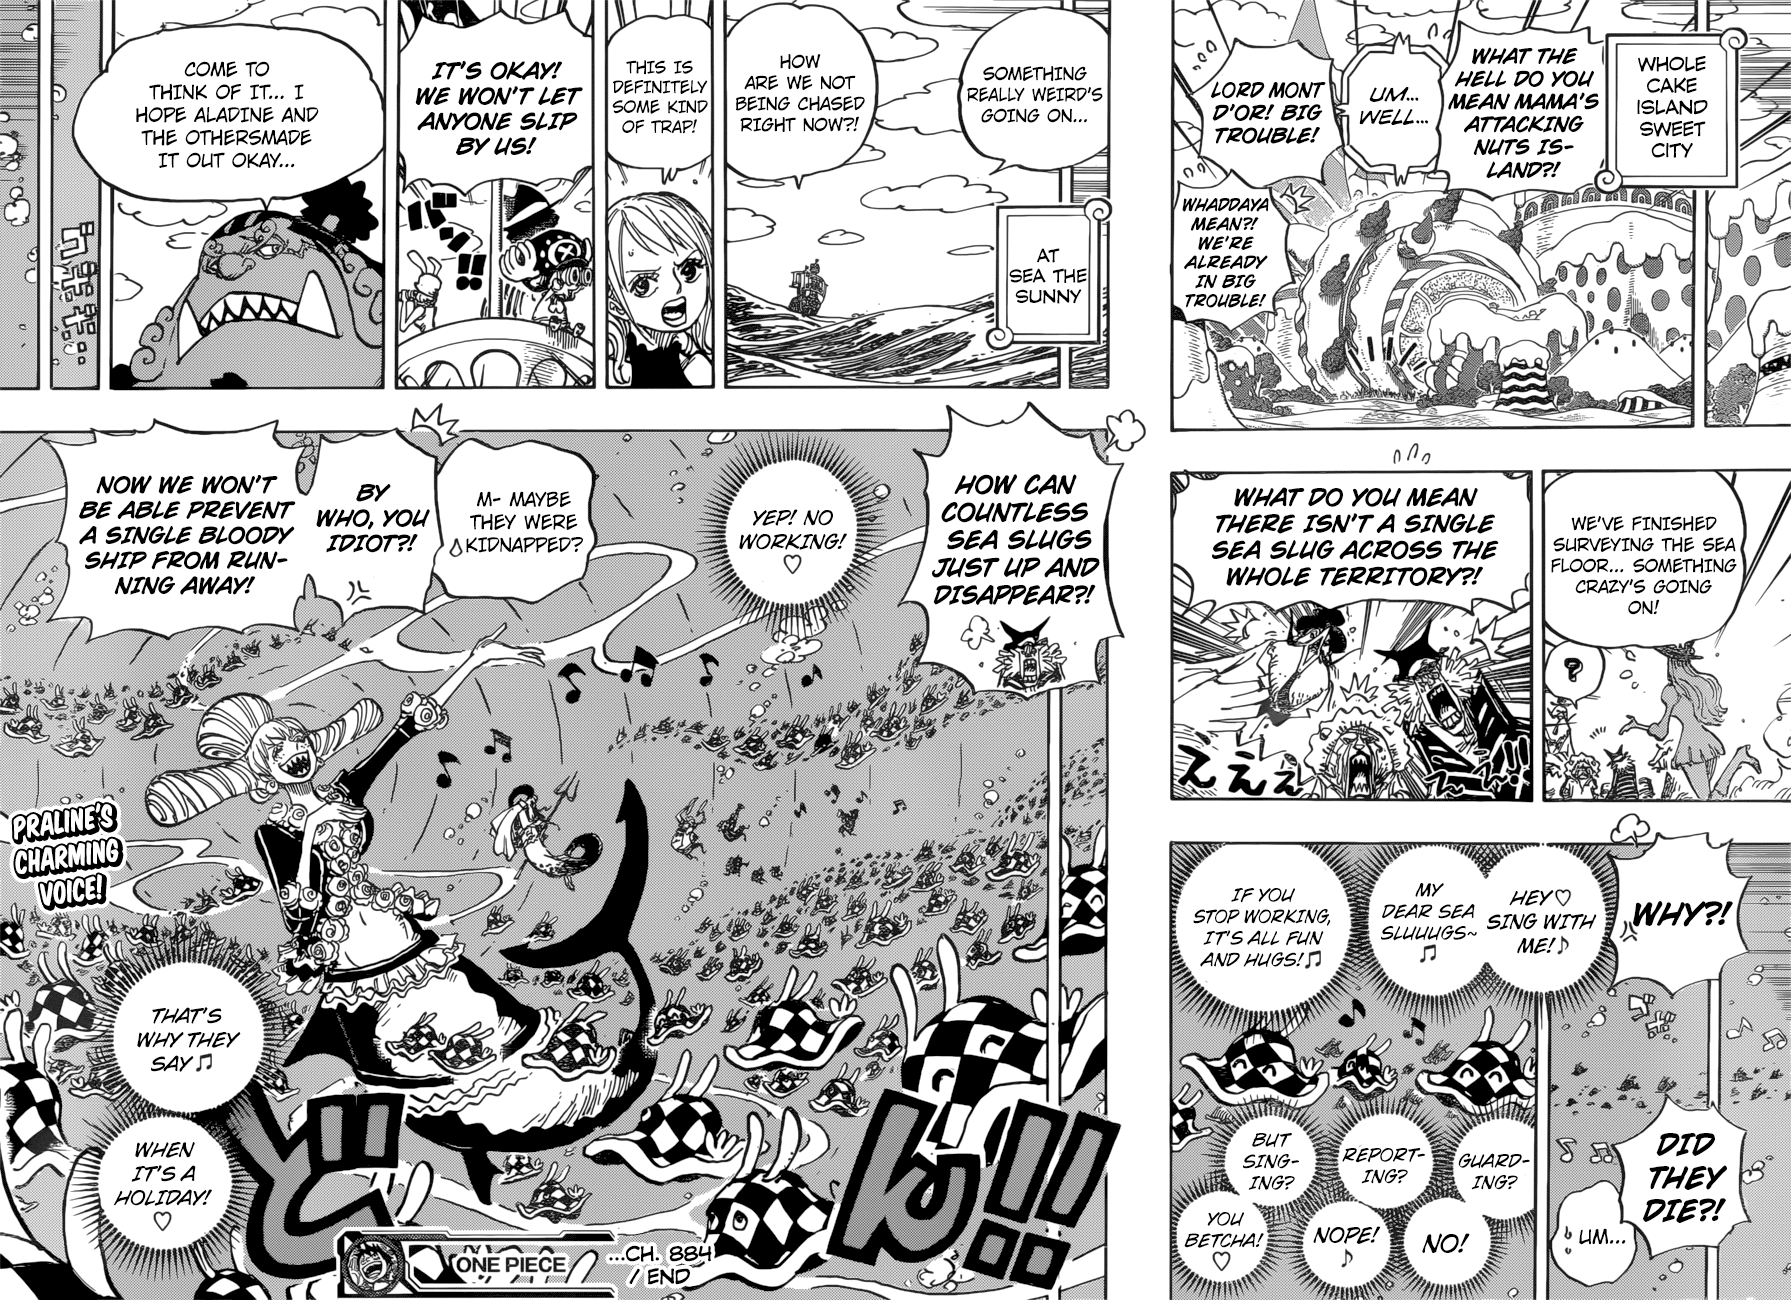 WHOLE
CAKE
ISLAND
SWEET
CITY
WHAT THE
HELL DO YOU
MEAN MAMA'S
ATTACKING
NUTS IS-
LAND?!
UM...
WELL...
LORD MONT
D'OR! BIG
TROUBLE!
WHADDAYA
MEAN?!
WE'RE
ALREADY
IN BIG
TROUBLE!
WE'VE FINISHED
SURVEYING THE SEA
FLOOR... SOMETHING
CRAZY'S GOING
ON!
?
WHAT DO YOU MEAN
THERE ISN'T A SINGLE
SEA SLUG ACROSS THE
WHOLE TERRITORY?!
えええ
WHY?!
DID
THEY
DIE?!
UM...
HEY♡
SING WITH
ME!♪
MY
DEAR SEA
SLUUUGS~
♫
IF YOU
STOP WORKING,
IT'S ALL FUN
AND HUGS!♫
GUARD-
ING?
NO!
REPORT-
ING?
NOPE!
♪
BUT
SING-
ING?
YOU
BETCHA!
♡
SOMETHING
REALLY WEIRD'S
GOING ON...
AT
SEA THE
SUNNY
HOW
ARE WE NOT
BEING CHASED
RIGHT NOW?!
THIS IS
DEFINITELY
SOME KIND
OF TRAP!
IT'S OKAY!
WE WON'T LET
ANYONE SLIP
BY US!
COME TO
THINK OF IT... I
HOPE ALADINE AND
THE OTHERSMADE
IT OUT OKAY...
HOW CAN
COUNTLESS
SEA SLUGS
JUST UP AND
DISAPPEAR?!
YEP! NO
WORKING!
♡
M- MAYBE
THEY WERE
KIDNAPPED?
BY
WHO, YOU
IDIOT?!
NOW WE WON'T
BE ABLE PREVENT
A SINGLE BLOODY
SHIP FROM RUN-
NING AWAY!
PRALINE'S
CHARMING
VOICE!
THAT'S
WHY THEY
SAY♫
WHEN
IT'S A
HOLIDAY!
♡
ONE PIECE
...CH. 884
/ END